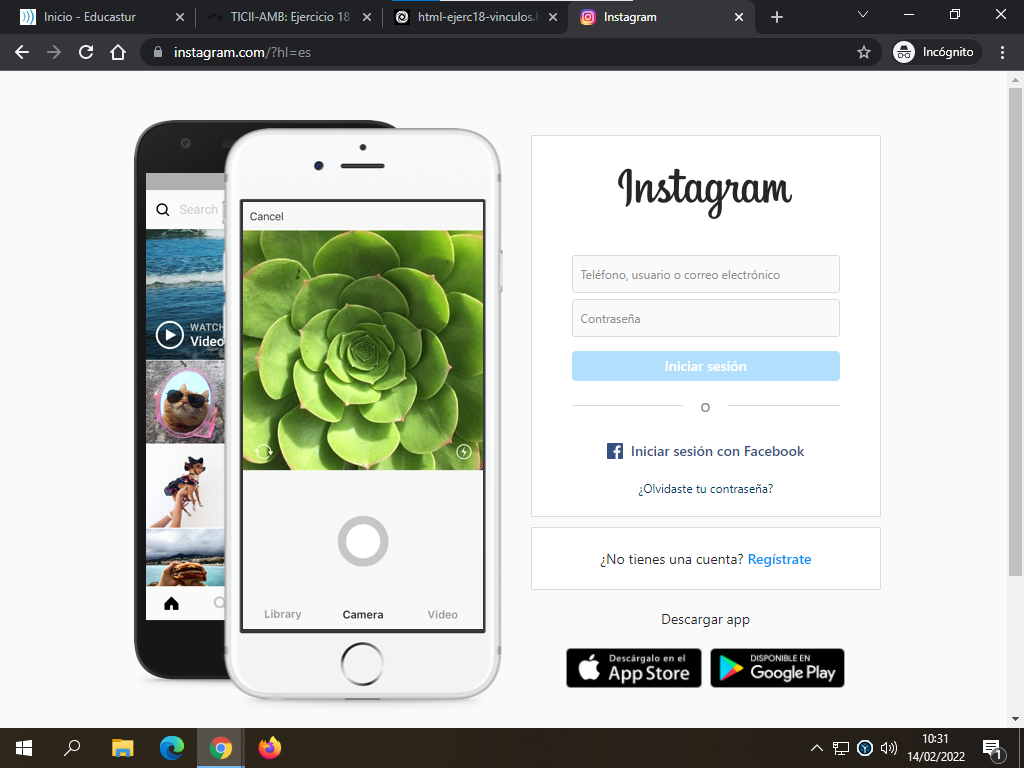 Inicio - Educastur
TICII-AMB: Ejercicio 18
html-ejerc18-vinculos.h
Instagram
instagram.com/?hl=es
Incógnito
Search
WATCH
Video
Cancel
Library Camera Video
Instagram
Teléfono, usuario o correo electrónico
Contraseña
Iniciar sesión
O
Iniciar sesión con Facebook
¿Olvidaste tu contraseña?
¿No tienes una cuenta? Regístrate
Descargar app
Descárgalo en el
App Store
DISPONIBLE EN
Google Play
10:31
14/02/2022
1